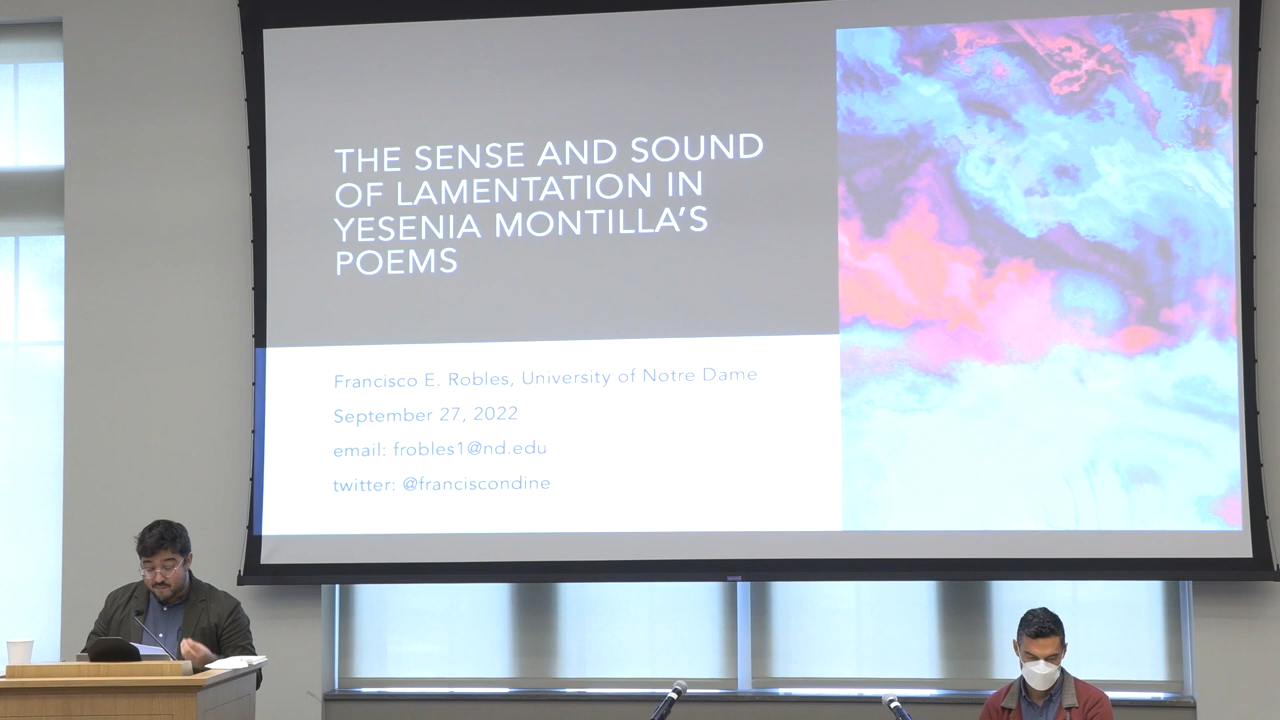 THE SENSE AND SOUND
OF LAMENTATION IN
YESENIA MONTILLA'S
POEMS
Francisco E. Robles, University of Notre Dame
September 27, 2022
email: frobles1@nd.edu
twitter: @franciscondine